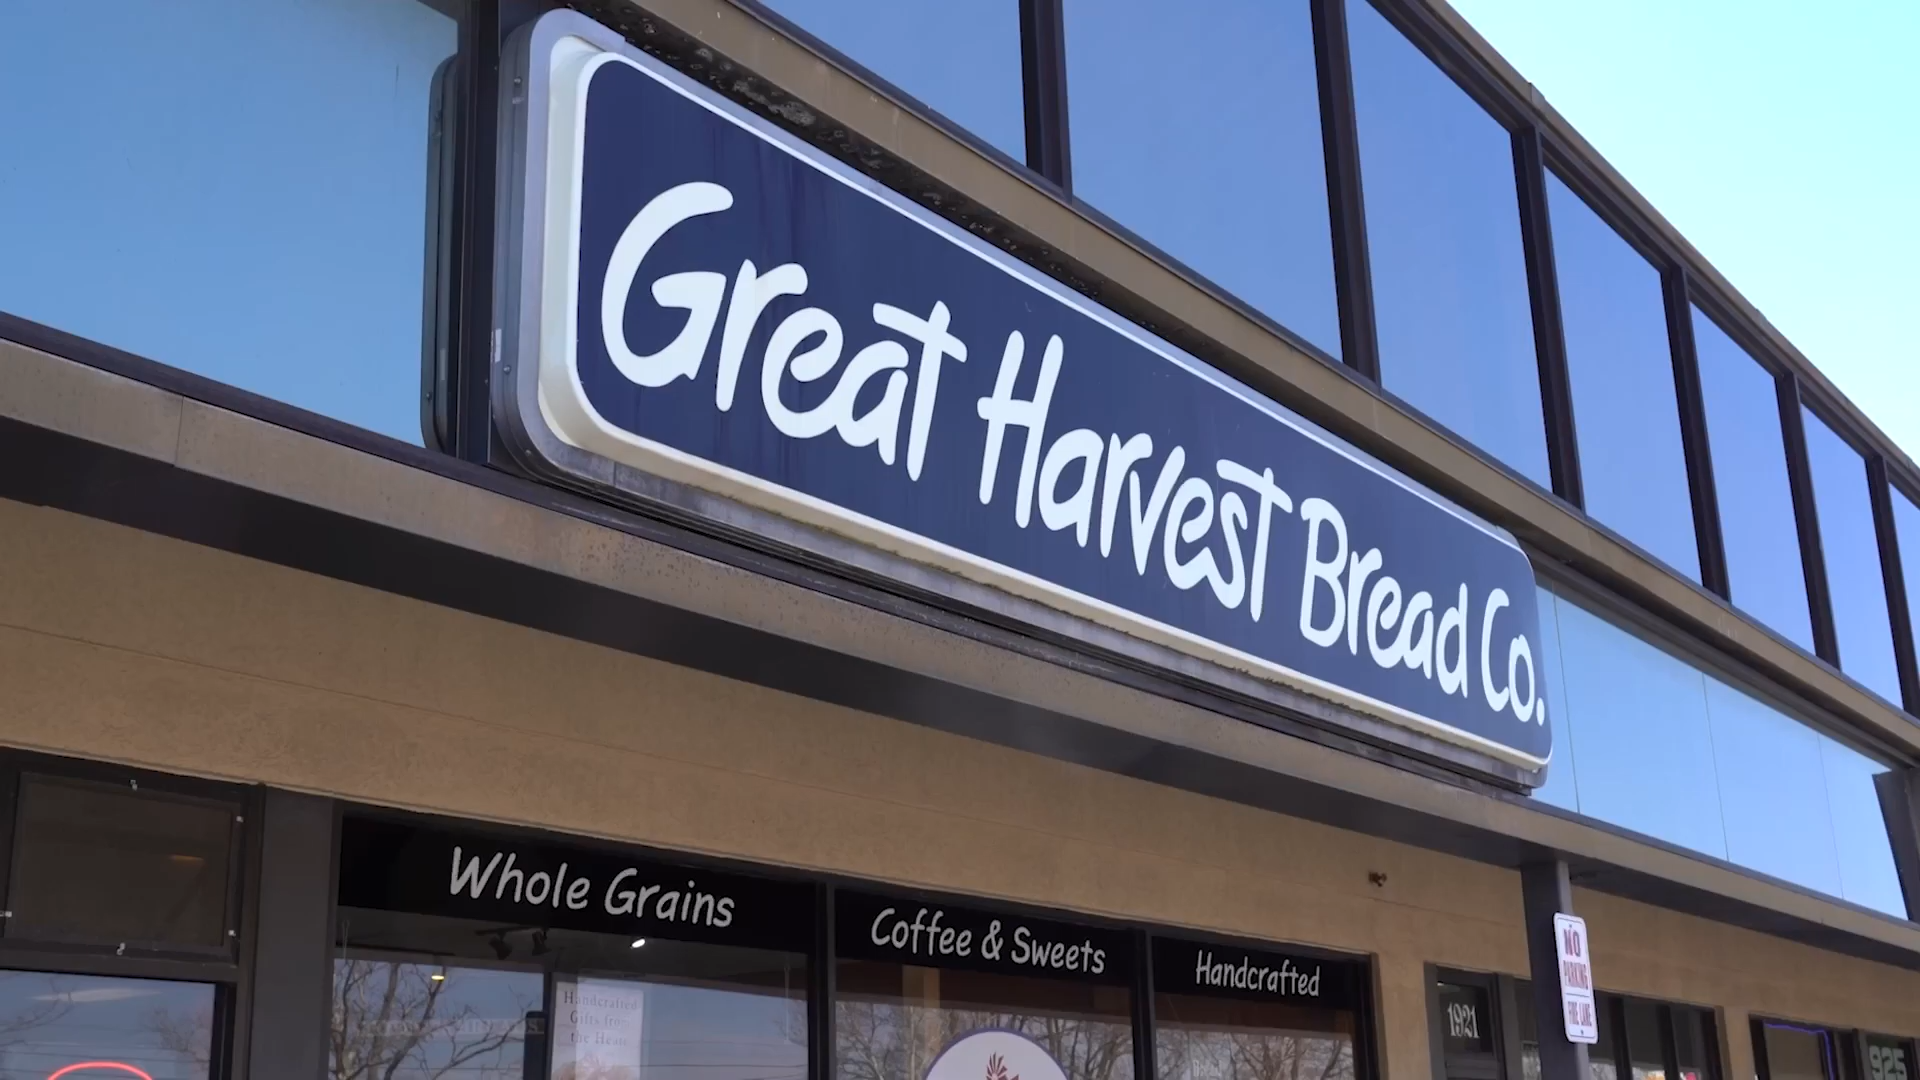 Great Harvest Bread Co.
Whole Grains
Coffee & Sweets
Handcrafted
Handcrafted
Gifts from
the Heart
1921
NO
PARKING
FIRE LANE
925